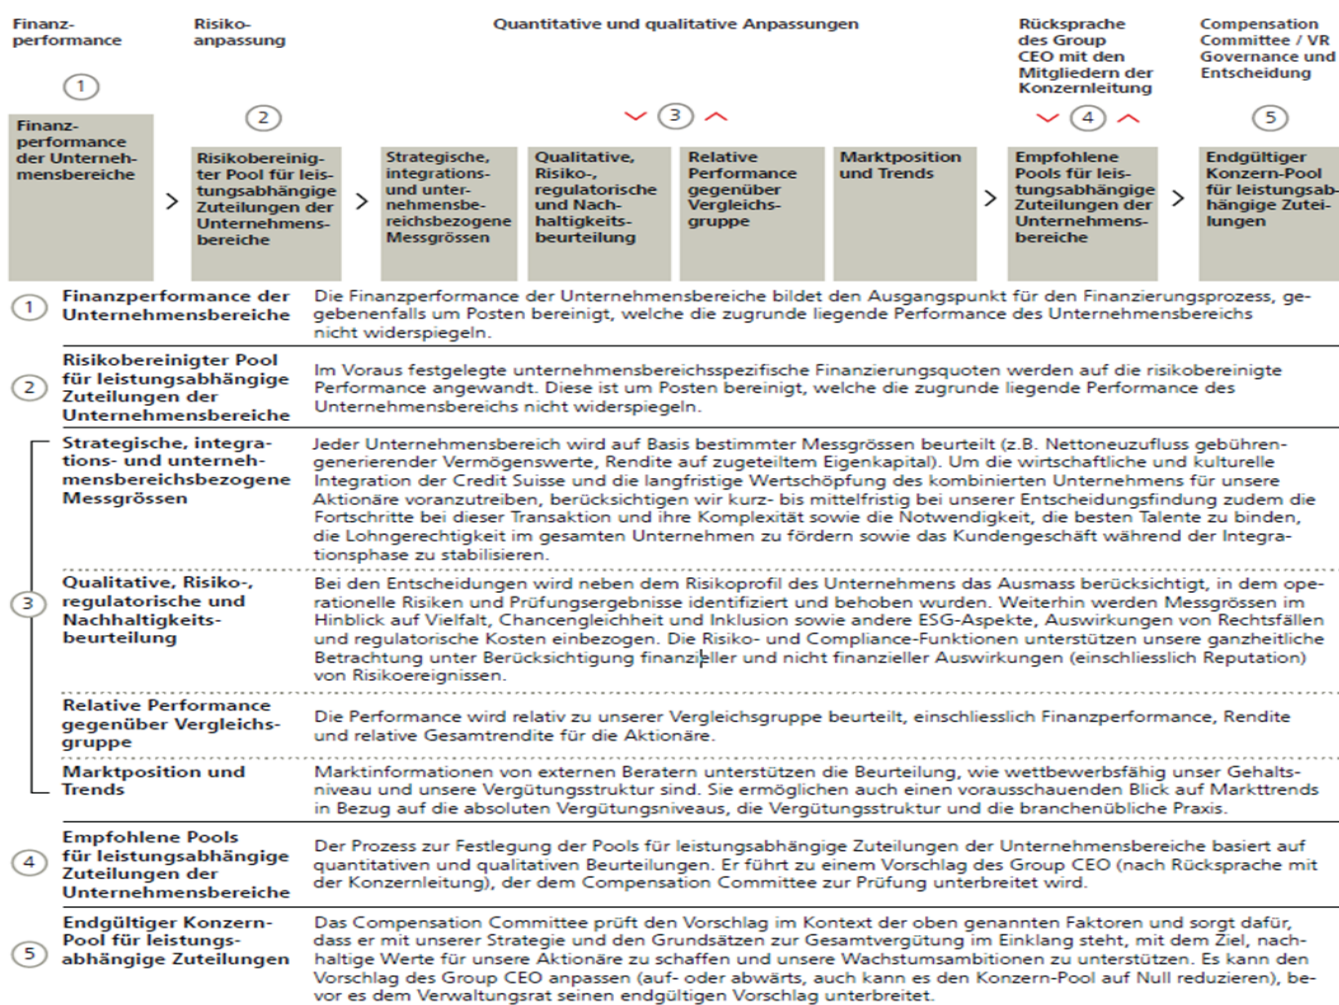 Finanz-
performance
Risiko-
anpassung
Quantitative und qualitative Anpassungen
Rücksprache
des Group
CEO mit den
Mitgliedern der
Konzernleitung
Compensation
Committee / VR
Governance und
Entscheidung
1
2
3
4
5
Finanz-
performance
der Unterneh-
mensbereiche
>
Risikobereinig-
ter Pool für leis-
tungsabhängige
Zuteilungen der
Unternehmens-
bereiche
>
Strategische,
integrations-
und unter-
nehmensbe-
reichsbezogene
Messgrössen
Qualitative,
Risiko-,
regulatorische
und Nach-
haltigkeits-
beurteilung
Relative
Performance
gegenüber
Vergleichs-
gruppe
Marktposition
und Trends
>
Empfohlene
Pools für leis-
tungsabhängige
Zuteilungen der
Unternehmens-
bereiche
>
Endgültiger
Konzern-Pool
für leistungsab-
hängige Zutei-
lungen
1
Finanzperformance der
Unternehmensbereiche
Die Finanzperformance der Unternehmensbereiche bildet den Ausgangspunkt für den Finanzierungsprozess, ge-
gebenenfalls um Posten bereinigt, welche die zugrunde liegende Performance des Unternehmensbereichs
nicht widerspiegeln.
2
Risikobereinigter Pool
für leistungsabhängige
Zuteilungen der
Unternehmensbereiche
Im Voraus festgelegte unternehmensbereichsspezifische Finanzierungsquoten werden auf die risikobereinigte
Performance angewandt. Diese ist um Posten bereinigt, welche die zugrunde liegende Performance des
Unternehmensbereichs nicht widerspiegeln.
3
Strategische, integra-
tions- und unterneh-
mensbereichsbezogene
Messgrössen
Jeder Unternehmensbereich wird auf Basis bestimmter Messgrössen beurteilt (z.B. Nettoneuzufluss gebühren-
generierender Vermögenswerte, Rendite auf zugeteiltem Eigenkapital). Um die wirtschaftliche und kulturelle
Integration der Credit Suisse und die langfristige Wertschöpfung des kombinierten Unternehmens für unsere
Aktionäre voranzutreiben, berücksichtigen wir kurz- bis mittelfristig bei unserer Entscheidungsfindung zudem die
Fortschritte bei dieser Transaktion und ihre Komplexität sowie die Notwendigkeit, die besten Talente zu binden,
die Lohngerechtigkeit im gesamten Unternehmen zu fördern sowie das Kundengeschäft während der Integra-
tionsphase zu stabilisieren.
Qualitative, Risiko-,
regulatorische und
Nachhaltigkeits-
beurteilung
Bei den Entscheidungen wird neben dem Risikoprofil des Unternehmens das Ausmass berücksichtigt, in dem ope-
rationelle Risiken und Prüfungsergebnisse identifiziert und behoben wurden. Weiterhin werden Messgrössen im
Hinblick auf Vielfalt, Chancengleichheit und Inklusion sowie andere ESG-Aspekte, Auswirkungen von Rechtsfällen
und regulatorische Kosten einbezogen. Die Risiko- und Compliance-Funktionen unterstützen unsere ganzheitliche
Betrachtung unter Berücksichtigung finanzieller und nicht finanzieller Auswirkungen (einschliesslich Reputation)
von Risikoereignissen.
Relative Performance
gegenüber Vergleichs-
gruppe
Die Performance wird relativ zu unserer Vergleichsgruppe beurteilt, einschliesslich Finanzperformance, Rendite
und relative Gesamtrendite für die Aktionäre.
Marktposition und
Trends
Marktinformationen von externen Beratern unterstützen die Beurteilung, wie wettbewerbsfähig unser Gehalts-
niveau und unsere Vergütungsstruktur sind. Sie ermöglichen auch einen vorausschauenden Blick auf Markttrends
in Bezug auf die absoluten Vergütungsniveaus, die Vergütungsstruktur und die branchenübliche Praxis.
4
Empfohlene Pools
für leistungsabhängige
Zuteilungen der
Unternehmensbereiche
Der Prozess zur Festlegung der Pools für leistungsabhängige Zuteilungen der Unternehmensbereiche basiert auf
quantitativen und qualitativen Beurteilungen. Er führt zu einem Vorschlag des Group CEO (nach Rücksprache mit
der Konzernleitung), der dem Compensation Committee zur Prüfung unterbreitet wird.
5
Endgültiger Konzern-
Pool für leistungs-
abhängige Zuteilungen
Das Compensation Committee prüft den Vorschlag im Kontext der oben genannten Faktoren und sorgt dafür,
dass er mit unserer Strategie und den Grundsätzen zur Gesamtvergütung im Einklang steht, mit dem Ziel, nach-
haltige Werte für unsere Aktionäre zu schaffen und unsere Wachstumsambitionen zu unterstützen. Es kann den
Vorschlag des Group CEO anpassen (auf- oder abwärts, auch kann es den Konzern-Pool auf Null reduzieren), be-
vor es dem Verwaltungsrat seinen endgültigen Vorschlag unterbreitet.